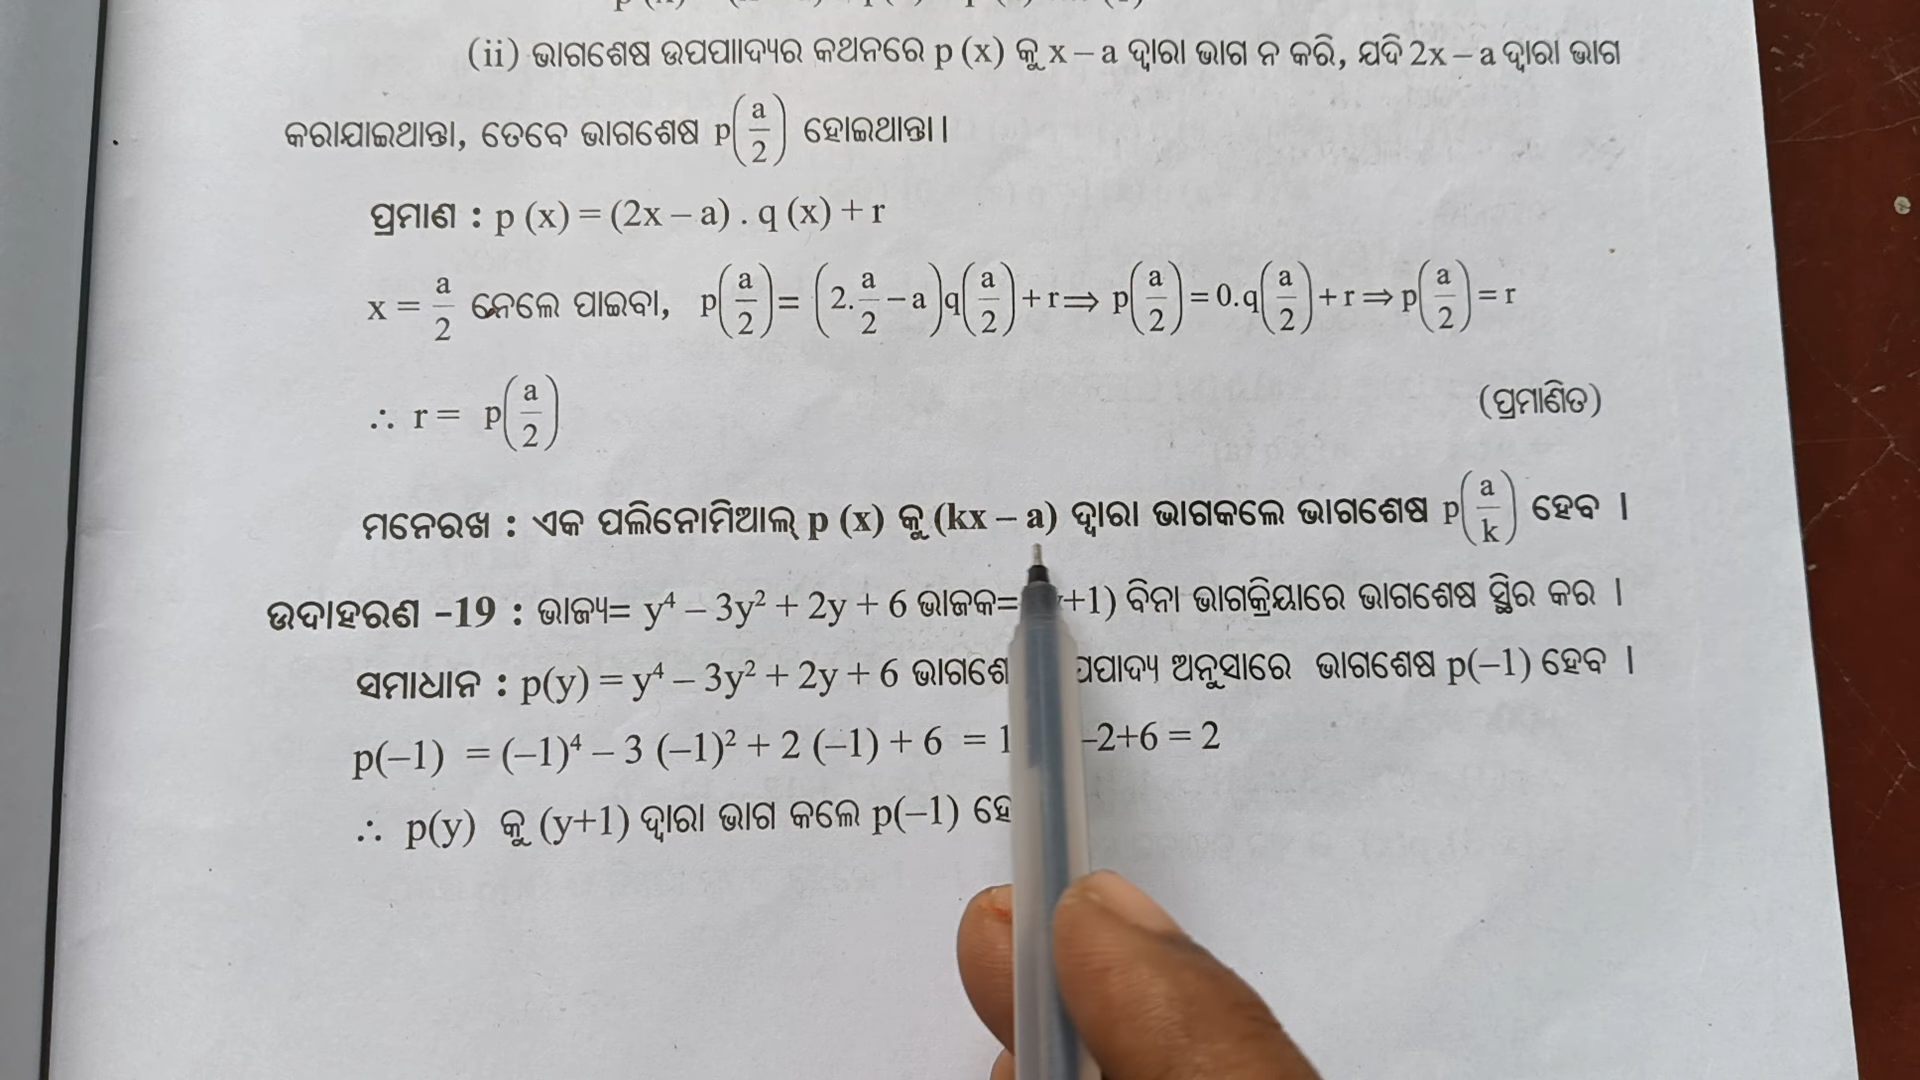 (ii) ଭାଗଶେଷ ଉପପାାଦ୍ୟର କଥନରେ p (x) କୁ x – a ଦ୍ୱାରା ଭାଗ ନ କରି, ଯଦି 2x – a ଦ୍ୱାରା ଭାଗ
କରାଯାଇଥାନ୍ତା, ତେବେ ଭାଗଶେଷ p(a/2) ହୋଇଥାନ୍ତା।
ପ୍ରମାଣ : p (x) = (2x – a) . q (x) + r
x = a/2 ନେଲେ ପାଇବା, p(a/2) = (2.a/2 – a)q(a/2) + r ⇒ p(a/2) = 0.q(a/2) + r ⇒ p(a/2) = r
∴ r = p(a/2) (ପ୍ରମାଣିତ)
ମନେରଖ : ଏକ ପଲିନୋମିଆଲ୍ p (x) କୁ (kx – a) ଦ୍ୱାରା ଭାଗକଲେ ଭାଗଶେଷ p(a/k) ହେବ ।
ଉଦାହରଣ –19 : ଭାଜ୍ୟ= y⁴ – 3y² + 2y + 6 ଭାଜକ= +1) ବିନା ଭାଗକ୍ରିୟାରେ ଭାଗଶେଷ ସ୍ଥିର କର ।
ସମାଧାନ : p(y) = y⁴ – 3y² + 2y + 6 ଅନୁସାରେ ଭାଗଶେଷ p(–1) ହେବ ।
p(–1) = (–1)⁴ – 3 (–1)² + 2 (–1) + 6 = 1 –2+6 = 2
∴ p(y) କୁ (y+1) ଦ୍ୱାରା ଭାଗ କଲେ p(–1)